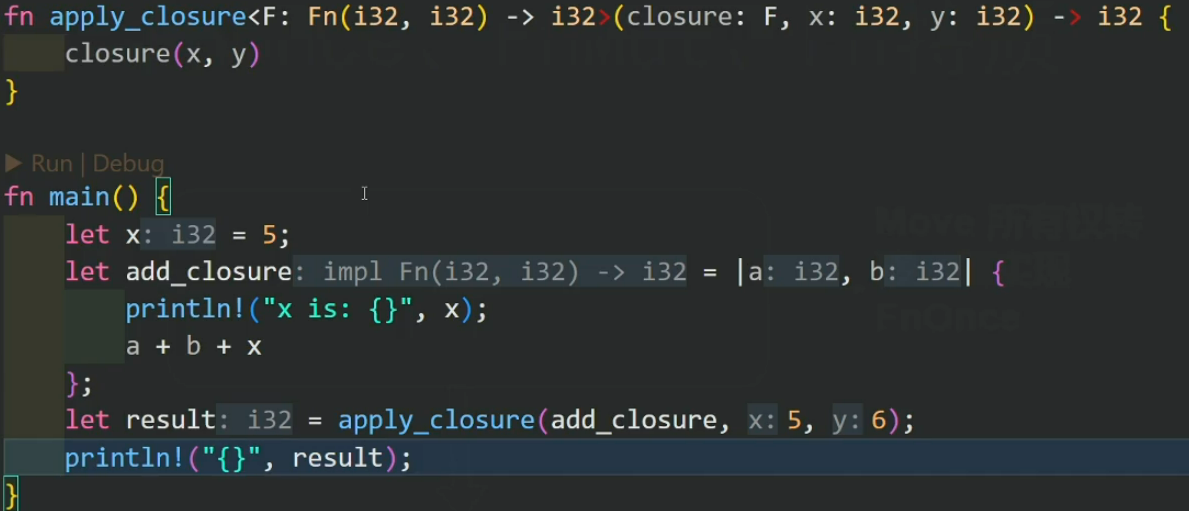 fn apply_closure<F: Fn(i32, i32) -> i32>(closure: F, x: i32, y: i32) -> i32 {
closure(x, y)
}
▶ Run | Debug
fn main() {
let x: i32 = 5;
let add_closure: impl Fn(i32, i32) -> i32 = |a: i32, b: i32| {
println!("x is: {}", x);
a + b + x
};
let result: i32 = apply_closure(add_closure, x: 5, y: 6);
println!("{}", result);
}
Move 所有权转
FnOnce